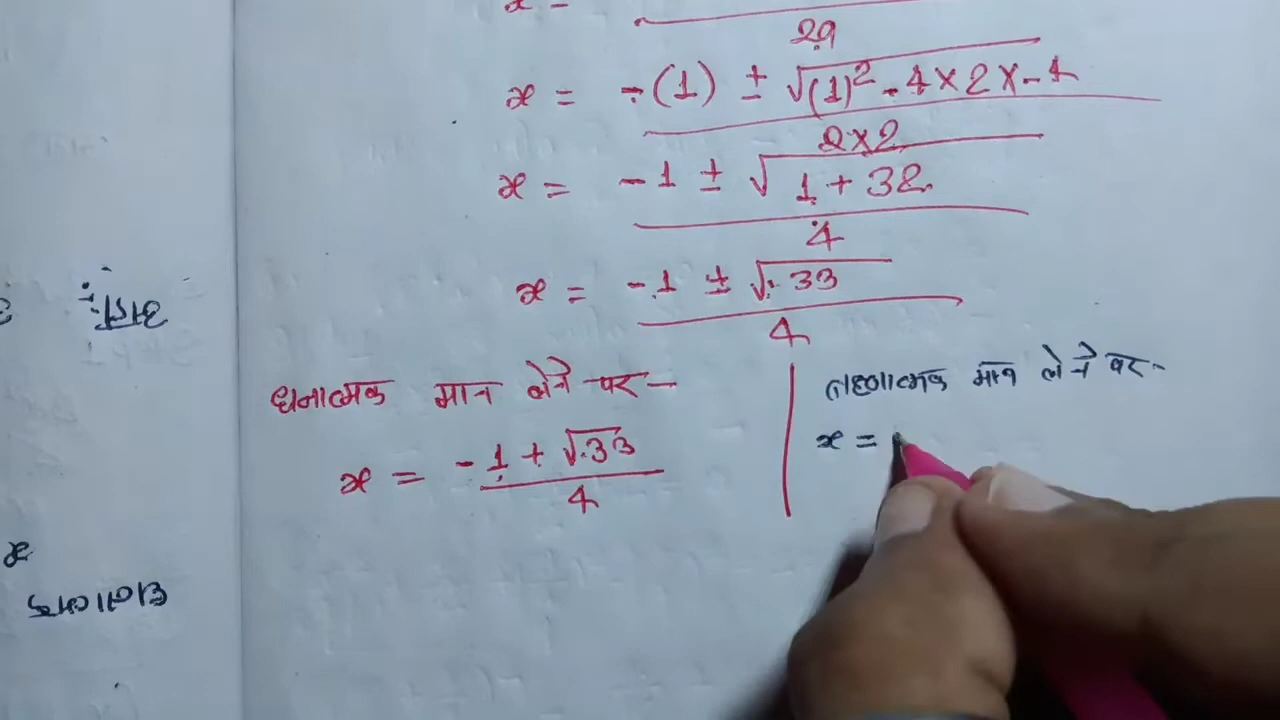 x =
2a
x = -(1) ± √(1)² - 4×2×-4
2×2
x = -1 ± √1 + 32
4
x = -1 ± √33
4
धनात्मक मान लेने पर-
x = -1 + √33
4
ऋणात्मक मान लेने पर-
x =
x